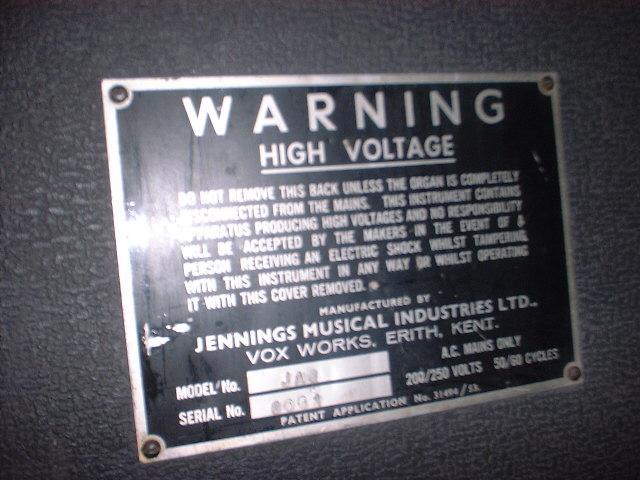 WARNING
HIGH VOLTAGE
DO NOT REMOVE THIS BACK UNLESS THE ORGAN IS COMPLETELY
DISCONNECTED FROM THE MAINS. THIS INSTRUMENT CONTAINS
APPARATUS PRODUCING HIGH VOLTAGES AND NO RESPONSIBILITY
WILL BE ACCEPTED BY THE MAKERS IN THE EVENT OF A
PERSON RECEIVING AN ELECTRIC SHOCK WHILST TAMPERING
WITH THIS INSTRUMENT IN ANY WAY OR WHILST OPERATING
IT WITH THIS COVER REMOVED.
MANUFACTURED BY
JENNINGS MUSICAL INDUSTRIES LTD.,
VOX WORKS, ERITH, KENT.
A.C. MAINS ONLY
MODEL No. 200/250 VOLTS 50/60 CYCLES
SERIAL No.
PATENT APPLICATION No. 31494/52.